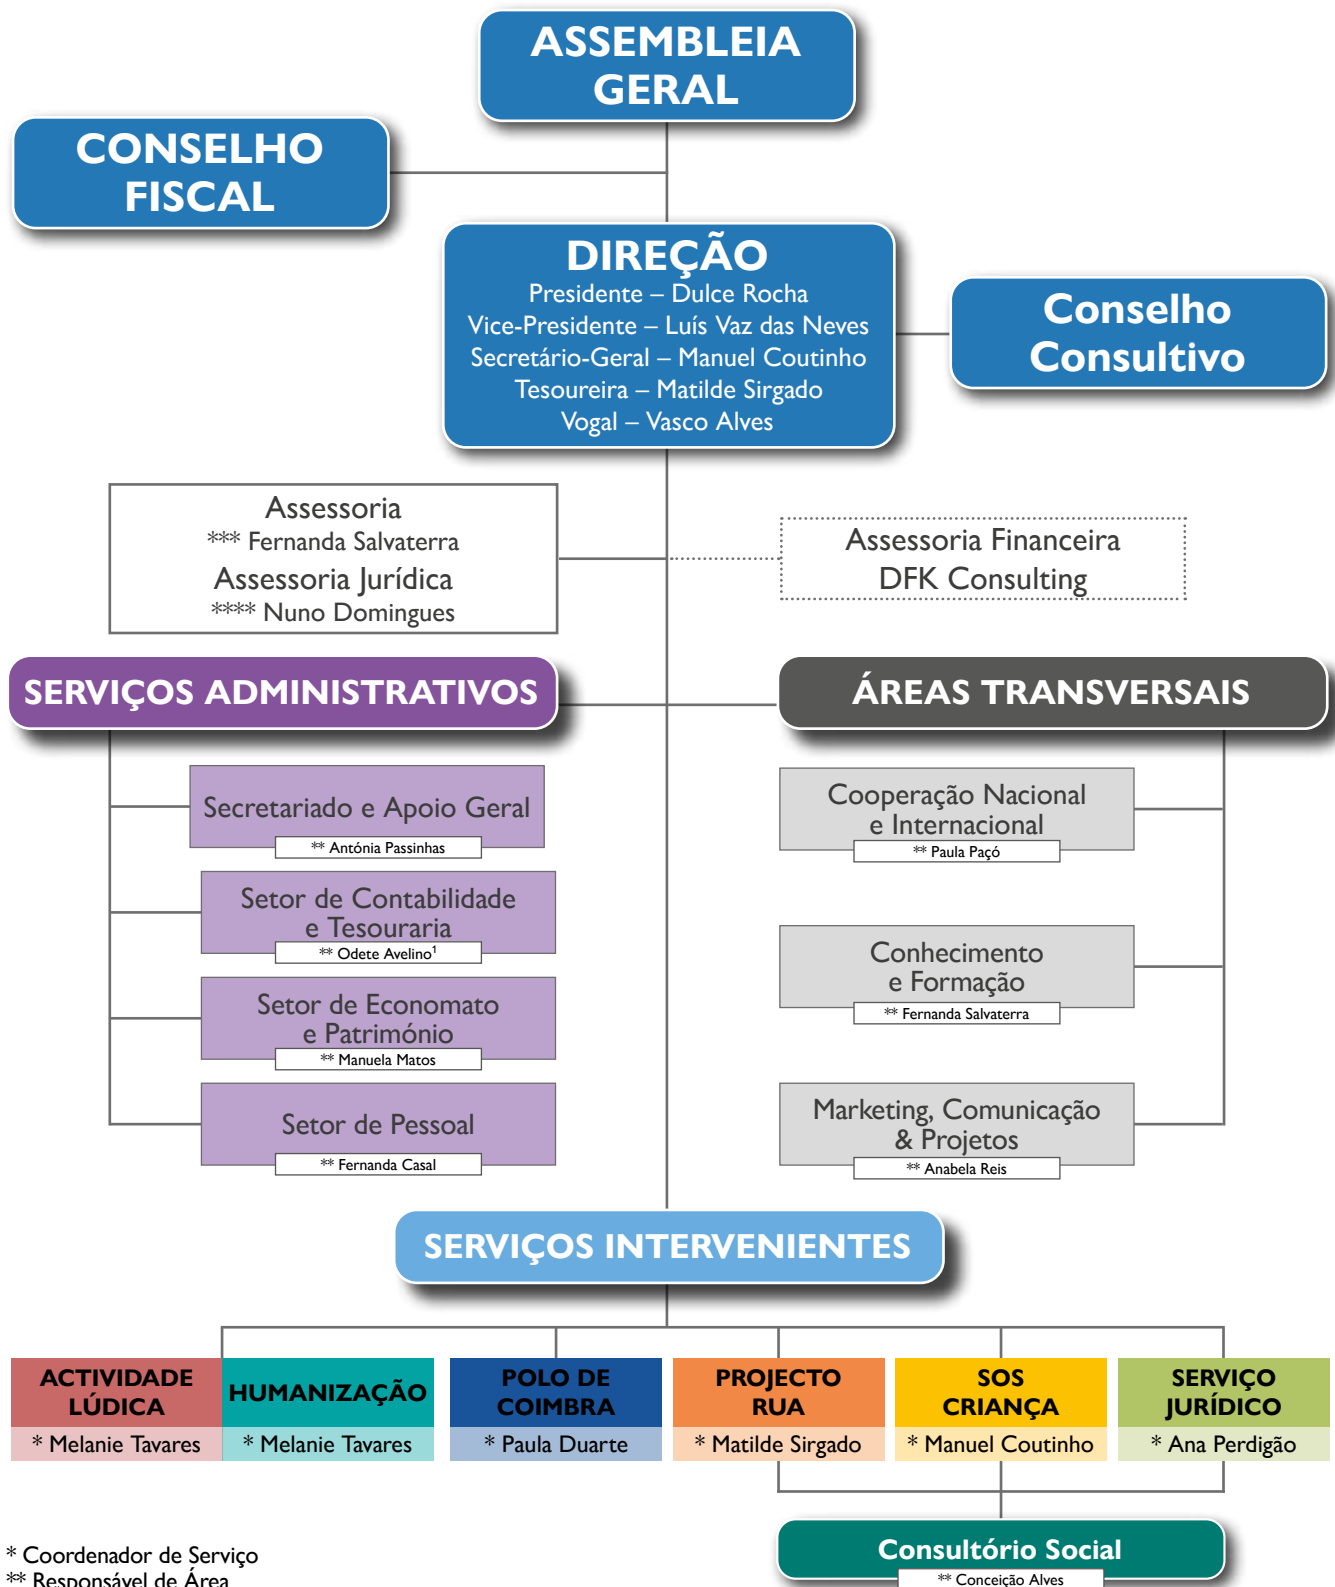 ASSEMBLEIA
GERAL
CONSELHO
FISCAL
DIREÇÃO
Presidente – Dulce Rocha
Vice-Presidente – Luís Vaz das Neves
Secretário-Geral – Manuel Coutinho
Tesoureira – Matilde Sirgado
Vogal – Vasco Alves
Conselho
Consultivo
Assessoria
*** Fernanda Salvaterra
Assessoria Jurídica
**** Nuno Domingues
Assessoria Financeira
DFK Consulting
SERVIÇOS ADMINISTRATIVOS
Secretariado e Apoio Geral
** Antónia Passinhas
Setor de Contabilidade
e Tesouraria
** Odete Avelino¹
Setor de Economato
e Património
** Manuela Matos
Setor de Pessoal
** Fernanda Casal
ÁREAS TRANSVERSAIS
Cooperação Nacional
e Internacional
** Paula Paçó
Conhecimento
e Formação
** Fernanda Salvaterra
Marketing, Comunicação
& Projetos
** Anabela Reis
SERVIÇOS INTERVENIENTES
ACTIVIDADE
LÚDICA
* Melanie Tavares
HUMANIZAÇÃO
* Melanie Tavares
POLO DE
COIMBRA
* Paula Duarte
PROJECTO
RUA
* Matilde Sirgado
SOS
CRIANÇA
* Manuel Coutinho
SERVIÇO
JURÍDICO
* Ana Perdigão
Consultório Social
** Conceição Alves
* Coordenador de Serviço
** Responsável de Área